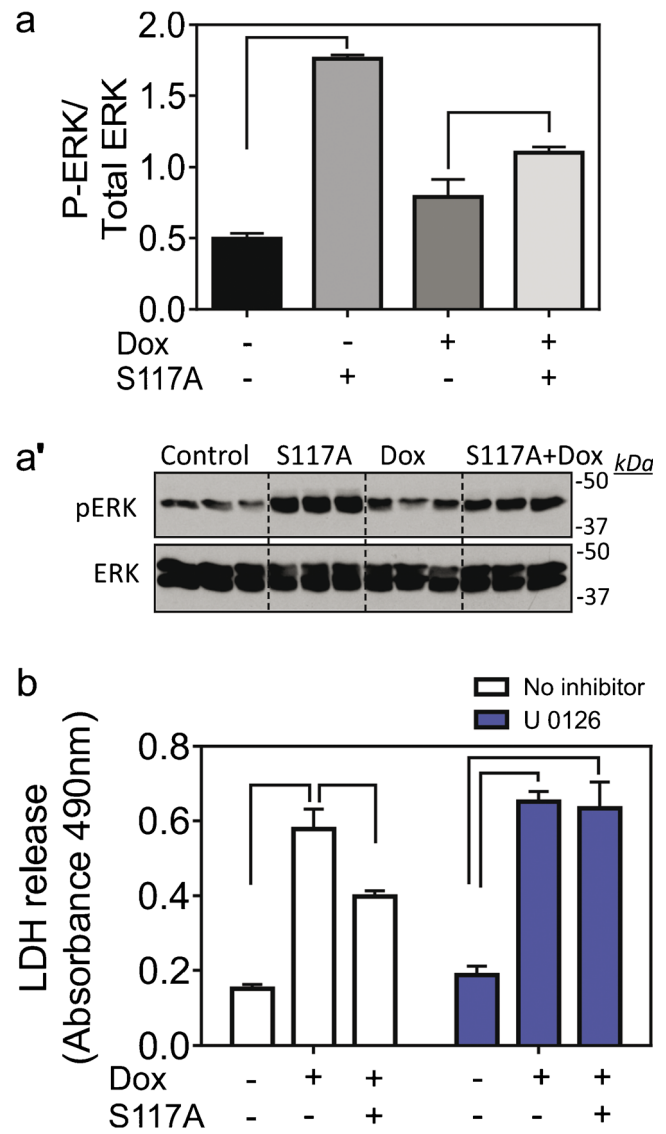 a
P-ERK/
Total ERK
2.0
1.5
1.0
0.5
0.0
Dox - - + +
S117A - + - +
a'
Control S117A Dox S117A+Dox kDa
pERK
-50
-37
ERK
-50
-37
b
No inhibitor
U 0126
LDH release
(Absorbance 490nm)
0.8
0.6
0.4
0.2
0.0
Dox - + + - + +
S117A - - + - - +